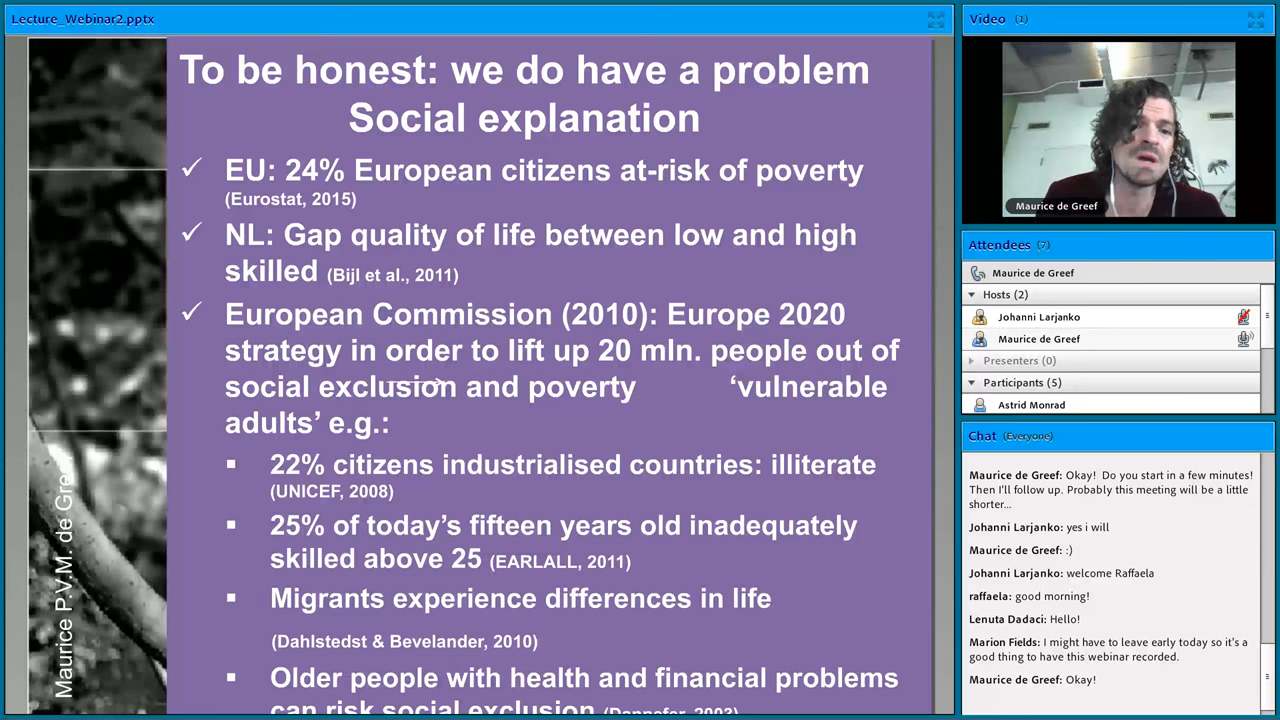 Lecture_Webinar2.pptx
To be honest: we do have a problem
Social explanation
EU: 24% European citizens at-risk of poverty
(Eurostat, 2015)
NL: Gap quality of life between low and high
skilled (Bijl et al., 2011)
European Commission (2010): Europe 2020
strategy in order to lift up 20 mln. people out of
social exclusion and poverty ‘vulnerable
adults’ e.g.:
22% citizens industrialised countries: illiterate
(UNICEF, 2008)
25% of today’s fifteen years old inadequately
skilled above 25 (EARLALL, 2011)
Migrants experience differences in life
(Dahlstedst & Bevelander, 2010)
Older people with health and financial problems
can risk social exclusion (Dannefer, 2003)
Maurice P.V.M. de Gre
Video (1)
Maurice de Greef
Attendees (7)
Maurice de Greef
Hosts (2)
Johanni Larjanko
Maurice de Greef
Presenters (0)
Participants (5)
Astrid Monrad
Chat (Everyone)
Maurice de Greef: Okay! Do you start in a few minutes!
Then I'll follow up. Probably this meeting will be a little
shorter...
Johanni Larjanko: yes i will
Maurice de Greef: :)
Johanni Larjanko: welcome Raffaela
raffaela: good morning!
Lenuta Dadaci: Hello!
Marion Fields: I might have to leave early today so it's a
good thing to have this webinar recorded.
Maurice de Greef: Okay!